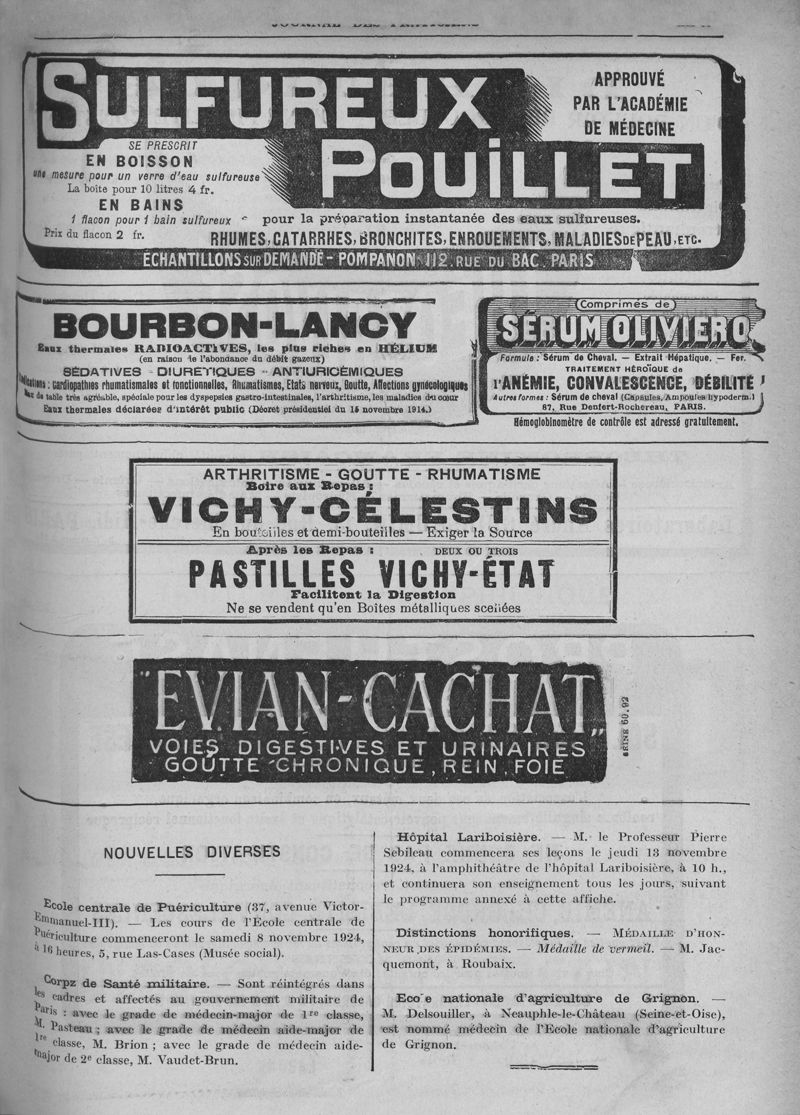 SULFUREUX
POUILLET
APPROUVÉ
PAR L'ACADÉMIE
DE MÉDECINE
SE PRESCRIT
EN BOISSON
une mesure pour un verre d'eau sulfureuse
La boîte pour 10 litres 4 fr.
EN BAINS
1 flacon pour 1 bain sulfureux
Prix du flacon 2 fr.
pour la préparation instantanée des eaux sulfureuses.
RHUMES, CATARRHES, BRONCHITES, ENROUEMENTS, MALADIES DE PEAU, ETC.
ÉCHANTILLONS SUR DEMANDE - POMPANON 112. RUE DU BAC. PARIS
BOURBON-LANCY
Eaux thermales RADIOACTIVES, les plus riches en HÉLIUM
(en raison de l'abondance du débit gazeux)
SÉDATIVES - DIURETIQUES - ANTIURICÉMIQUES
: Cardiopathies rhumatismales et fonctionnelles, Rhumatismes, Etats nerveux, Goutte, Affections gynécologiques
de table très agréable, spéciale pour les dyspepsies gastro-intestinales, l'arthritisme, les maladies du cœur
Eaux thermales déclarées d'intérêt public (Décret présidentiel du 15 novembre 1914.)
(Comprimés de)
SÉRUM OLIVIERO
Formule : Sérum de Cheval. — Extrait Hépatique. — Fer.
TRAITEMENT HÉROÏQUE de
l'ANÉMIE, CONVALESCENCE, DÉBILITÉ
Autres formes : Sérum de cheval (Capsules, Ampoules hypoderm.)
87, Rue Denfert-Rochereau, PARIS.
Hémoglobinomètre de contrôle est adressé gratuitement.
ARTHRITISME - GOUTTE - RHUMATISME
Boire aux Repas :
VICHY-CÉLESTINS
En bouteilles et demi-bouteilles — Exiger la Source
Après les Repas : DEUX OU TROIS
PASTILLES VICHY-ÉTAT
Facilitent la Digestion
Ne se vendent qu'en Boîtes métalliques scellées
"EVIAN-CACHAT"
VOIES DIGESTIVES ET URINAIRES
GOUTTE CHRONIQUE, REIN, FOIE
SEINE 60.92
NOUVELLES DIVERSES
Ecole centrale de Puériculture (37, avenue Victor-
Emmanuel-III). — Les cours de l'Ecole centrale de
Puériculture commenceront le samedi 8 novembre 1924,
à 16 heures, 5, rue Las-Cases (Musée social).
Corpz de Santé militaire. — Sont réintégrés dans
les cadres et affectés au gouvernement militaire de
Paris : avec le grade de médecin-major de 1re classe,
M. Pasteau ; avec le grade de médecin aide-major de
1re classe, M. Brion ; avec le grade de médecin aide-
major de 2e classe, M. Vaudet-Brun.
Hôpital Lariboisière. — M. le Professeur Pierre
Sebileau commencera ses leçons le jeudi 13 novembre
1924, à l'amphithéâtre de l'hôpital Lariboisière, à 10 h.,
et continuera son enseignement tous les jours, suivant
le programme annexé à cette affiche.
Distinctions honorifiques. — MÉDAILLE D'HON-
NEUR DES ÉPIDÉMIES. — Médaille de vermeil. — M. Jac-
quemont, à Roubaix.
Ecole nationale d'agriculture de Grignon. —
M. Delsouiller, à Neauphle-le-Château (Seine-et-Oise),
est nommé médecin de l'Ecole nationale d'agriculture
de Grignon.